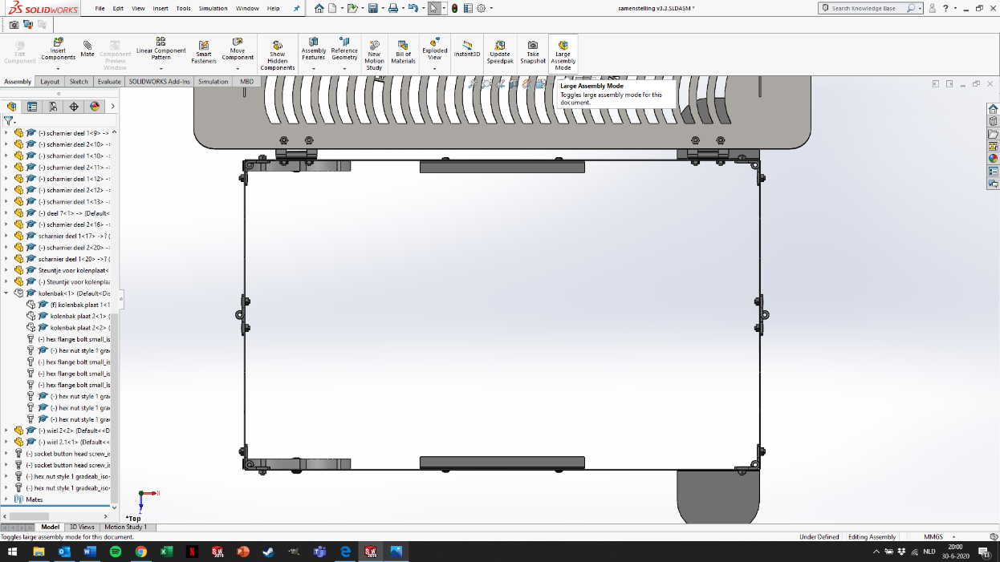 SOLIDWORKS
File Edit View Insert Tools Simulation Window Help
samenstelling v3.3.SLDASM *
Search Knowledge Base
?
Edit Component
Insert Components
Mate
Component Preview Window
Linear Component Pattern
Smart Fasteners
Move Component
Show Hidden Components
Assembly Features
Reference Geometry
New Motion Study
Bill of Materials
Exploded View
Instant3D
Update Speedpak
Take Snapshot
Large Assembly Mode
Assembly Layout Sketch Evaluate SOLIDWORKS Add-Ins Simulation MBD
Large Assembly Mode
Toggles large assembly mode for this
document.
(-) scharnier deel 1<9> ->
(-) scharnier deel 2<10> ->
(-) scharnier deel 1<10> ->
(-) scharnier deel 2<11> ->
(-) scharnier deel 1<12> ->
(-) scharnier deel 2<12> ->
(-) scharnier deel 1<13> ->
(-) deel 7<1> -> (Default<
(-) scharnier deel 2<16> ->
scharnier deel 1<17> ->? (
(-) scharnier deel 2<20> ->
scharnier deel 1<20> ->? (
Steuntje voor kolenplaat<
(-) Steuntje voor kolenplaa
kolenbak<1> (Default<Dis
(f) kolenbak plaat 1<1
kolenbak plaat 2<1> (
kolenbak plaat 2<2> (
(-) hex flange bolt small_is
(-) hex nut style 1 grad
(-) hex flange bolt small_is
(-) hex flange bolt small_is
(-) hex flange bolt small_is
(-) hex nut style 1 grad
(-) hex nut style 1 grad
(-) hex nut style 1 grad
(-) wiel 2<2> (Default<<D
(-) wiel 2.1<1> (Default<<
(-) socket button head screw_is
(-) socket button head screw_is
(-) hex nut style 1 gradeab_iso
(-) hex nut style 1 gradeab_iso
Mates
X
*Top
Model 3D Views Motion Study 1
Toggles large assembly mode for this document.
Under Defined Editing Assembly MMGS
NLD
20:00
30-6-2020
13